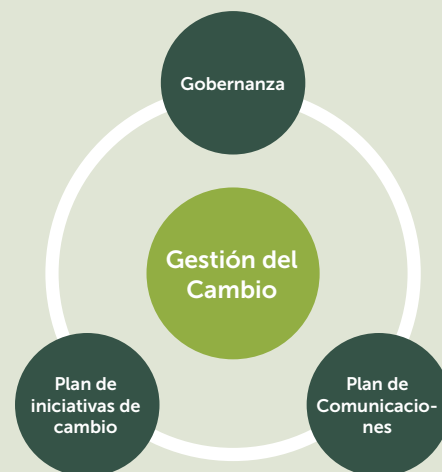 Gobernanza
Gestión del
Cambio
Plan de
iniciativas de
cambio
Plan de
Comunicacio-
nes